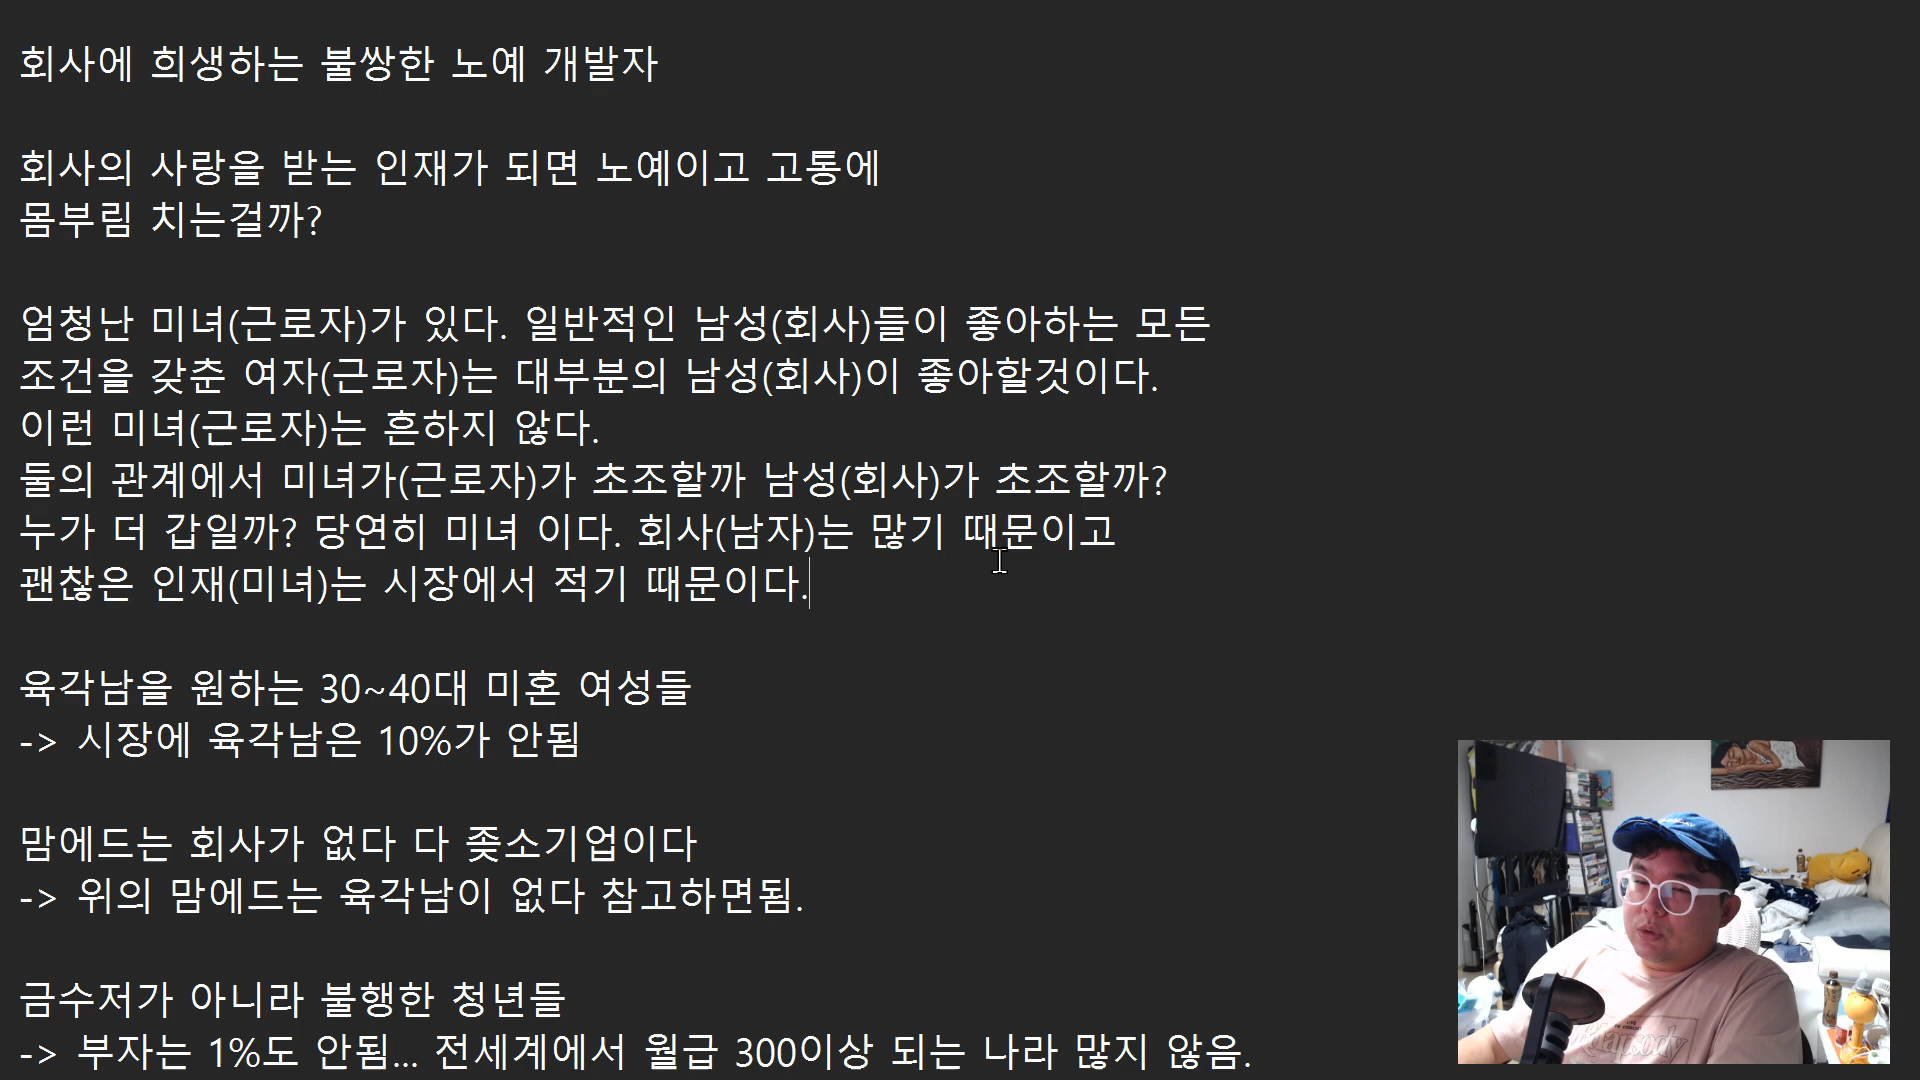 회사에 희생하는 불쌍한 노예 개발자
회사의 사랑을 받는 인재가 되면 노예이고 고통에
몸부림 치는걸까?
엄청난 미녀(근로자)가 있다. 일반적인 남성(회사)들이 좋아하는 모든
조건을 갖춘 여자(근로자)는 대부분의 남성(회사)이 좋아할것이다.
이런 미녀(근로자)는 흔하지 않다.
둘의 관계에서 미녀가(근로자)가 초조할까 남성(회사)가 초조할까?
누가 더 갑일까? 당연히 미녀 이다. 회사(남자)는 많기 때문이고
괜찮은 인재(미녀)는 시장에서 적기 때문이다.
육각남을 원하는 30~40대 미혼 여성들
-> 시장에 육각남은 10%가 안됨
맘에드는 회사가 없다 다 좆소기업이다
-> 위의 맘에드는 육각남이 없다 참고하면됨.
금수저가 아니라 불행한 청년들
-> 부자는 1%도 안됨... 전세계에서 월급 300이상 되는 나라 많지 않음.